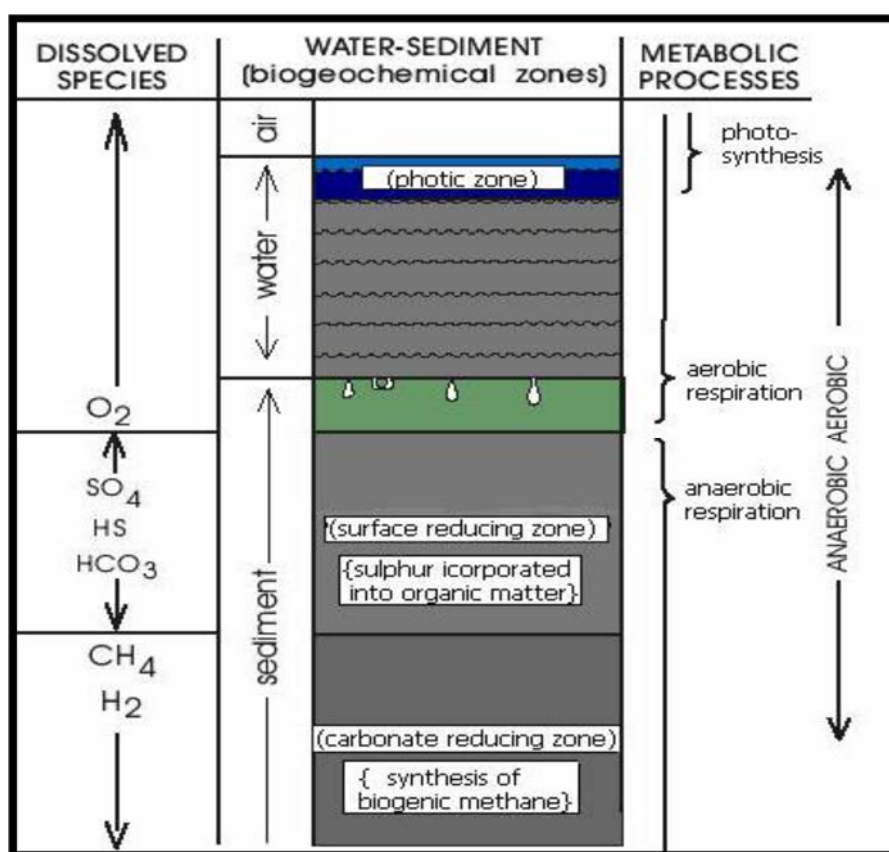 DISSOLVED
SPECIES
WATER-SEDIMENT
(biogeochemical zones)
METABOLIC
PROCESSES
air
water
sediment
O2
SO4
HS
HCO3
CH4
H2
(photic zone)
(surface reducing zone)
{sulphur icorporated
into organic matter}
(carbonate reducing zone)
{ synthesis of
biogenic methane}
photo-
synthesis
aerobic
respiration
anaerobic
respiration
ANAEROBIC AEROBIC